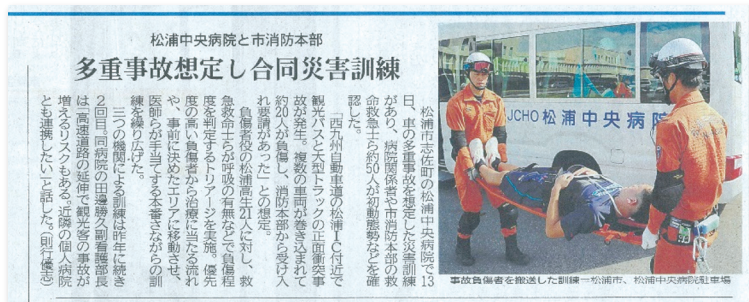 松浦中央病院と市消防本部
多重事故想定し合同災害訓練
松浦市志佐町の松浦中央病院で13
日、車の多重事故を想定した災害訓練
があり、病院関係者や市消防本部の救
命救急士ら約50人が初動態勢などを確
認した。
「西九州自動車道の松浦IC付近で
観光バスと大型トラックの正面衝突事
故が発生。複数の車両が巻き込まれて
約20人が負傷し、消防本部から受け入
れ要請があった」との想定。
負傷者役の松浦高生21人に対し、救
急救命士らが呼吸の有無などで負傷程
度を判定するトリアージを実施。優先
度の高い負傷者から治療に当たる流れ
や、事前に決めたエリアに移動させ、
医師らが手当てする本番さながらの訓
練を繰り広げた。
三つの機関による訓練は昨年に続き
2回目。同病院の田邊勝久副看護部長
は「高速道路の延伸で観光客の事故が
増えるリスクもある。近隣の個人病院
とも連携したい」と話した。(則行優志)
JCHO 松浦中央病院
事故負傷者を搬送した訓練＝松浦市、松浦中央病院駐車場